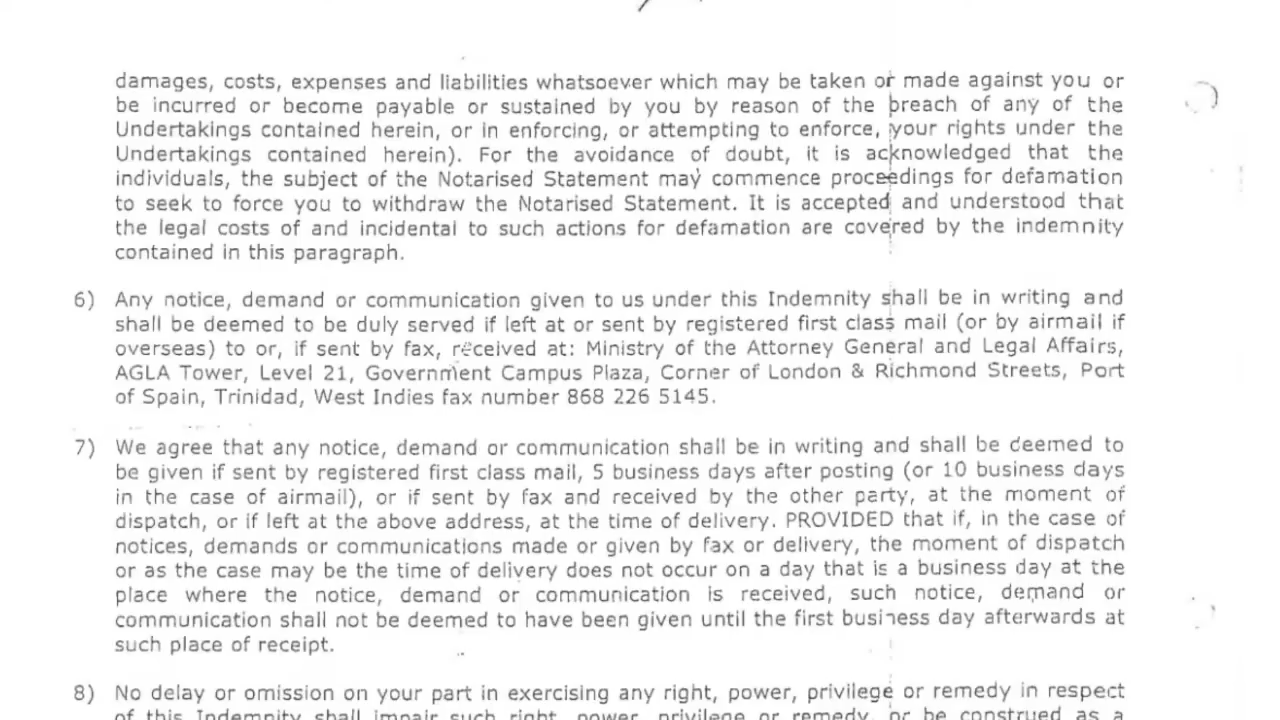 damages, costs, expenses and liabilities whatsoever which may be taken or made against you or
be incurred or become payable or sustained by you by reason of the breach of any of the
Undertakings contained herein, or in enforcing, or attempting to enforce, your rights under the
Undertakings contained herein). For the avoidance of doubt, it is acknowledged that the
individuals, the subject of the Notarised Statement may commence proceedings for defamation
to seek to force you to withdraw the Notarised Statement. It is accepted and understood that
the legal costs of and incidental to such actions for defamation are covered by the indemnity
contained in this paragraph.
6) Any notice, demand or communication given to us under this Indemnity shall be in writing and
shall be deemed to be duly served if left at or sent by registered first class mail (or by airmail if
overseas) to or, if sent by fax, received at: Ministry of the Attorney General and Legal Affairs,
AGLA Tower, Level 21, Government Campus Plaza, Corner of London & Richmond Streets, Port
of Spain, Trinidad, West Indies fax number 868 226 5145.
7) We agree that any notice, demand or communication shall be in writing and shall be deemed to
be given if sent by registered first class mail, 5 business days after posting (or 10 business days
in the case of airmail), or if sent by fax and received by the other party, at the moment of
dispatch, or if left at the above address, at the time of delivery. PROVIDED that if, in the case of
notices, demands or communications made or given by fax or delivery, the moment of dispatch
or as the case may be the time of delivery does not occur on a day that is a business day at the
place where the notice, demand or communication is received, such notice, demand or
communication shall not be deemed to have been given until the first business day afterwards at
such place of receipt.
8) No delay or omission on your part in exercising any right, power, privilege or remedy in respect
of this Indemnity shall impair such right, power, privilege or remedy, or be construed as a